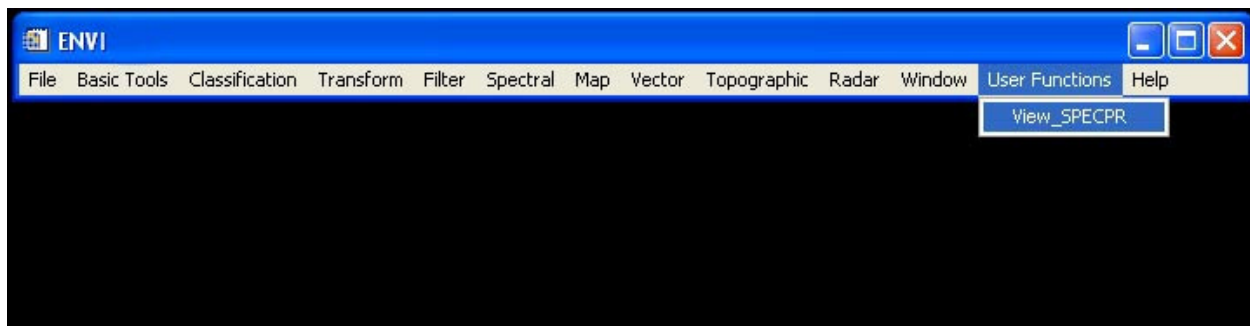 ENVI
File Basic Tools Classification Transform Filter Spectral Map Vector Topographic Radar Window User Functions Help
View_SPECPR